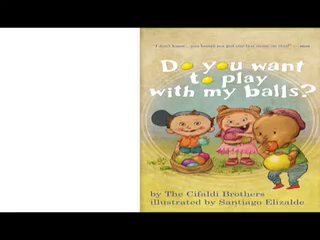 Do you want
to play
with my balls?
by The Cifaldi Brothers
illustrated by Santiago Elizalde